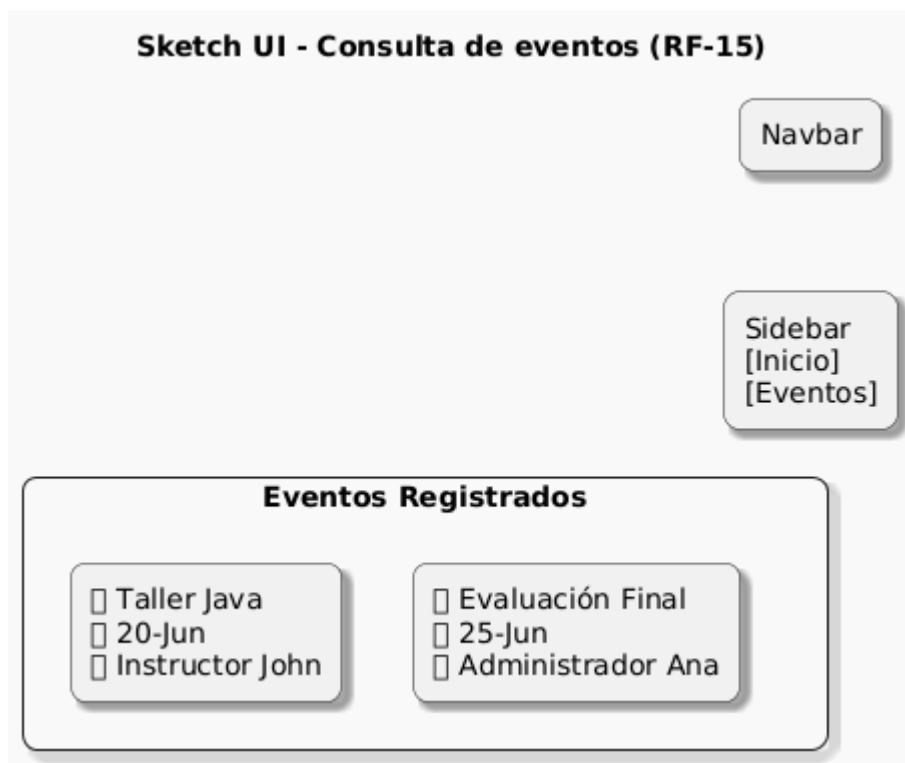 Sketch UI - Consulta de eventos (RF-15)
Navbar
Sidebar
[Inicio]
[Eventos]
Eventos Registrados
▯ Taller Java
▯ 20-Jun
▯ Instructor John
▯ Evaluación Final
▯ 25-Jun
▯ Administrador Ana